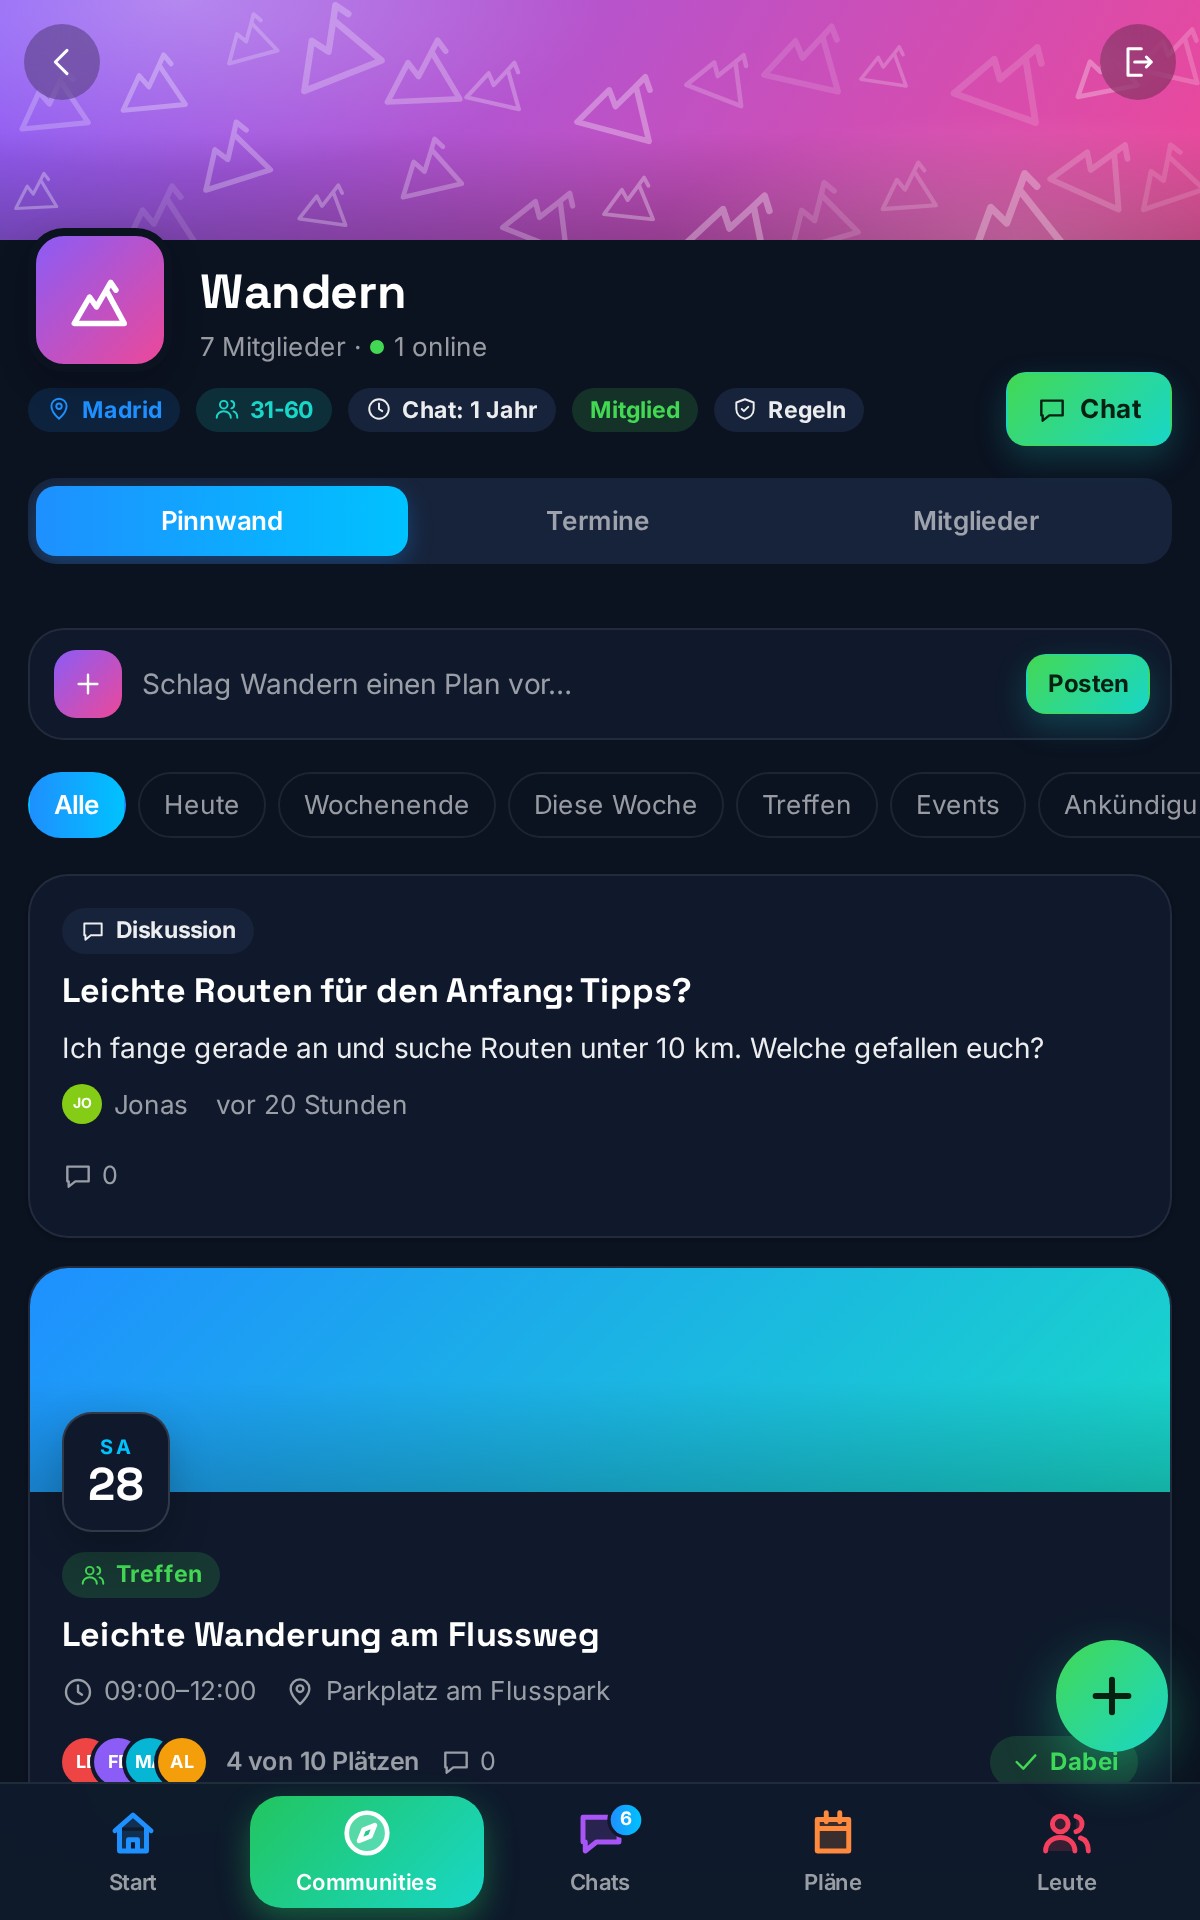 Wandern
7 Mitglieder · 1 online
Madrid
31-60
Chat: 1 Jahr
Mitglied
Regeln
Chat
Pinnwand
Termine
Mitglieder
Schlag Wandern einen Plan vor...
Posten
Alle
Heute
Wochenende
Diese Woche
Treffen
Events
Ankündigu
Diskussion
Leichte Routen für den Anfang: Tipps?
Ich fange gerade an und suche Routen unter 10 km. Welche gefallen euch?
JO Jonas vor 20 Stunden
0
SA
28
Treffen
Leichte Wanderung am Flussweg
09:00–12:00 Parkplatz am Flusspark
AL 4 von 10 Plätzen 0
Dabei
6
Start
Communities
Chats
Pläne
Leute